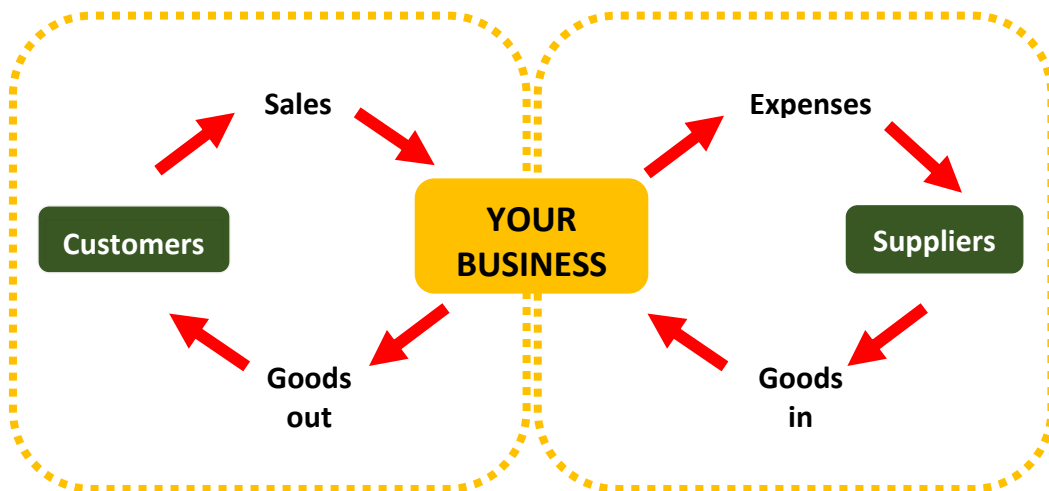 Sales
Expenses
Customers
YOUR
BUSINESS
Suppliers
Goods
out
Goods
in